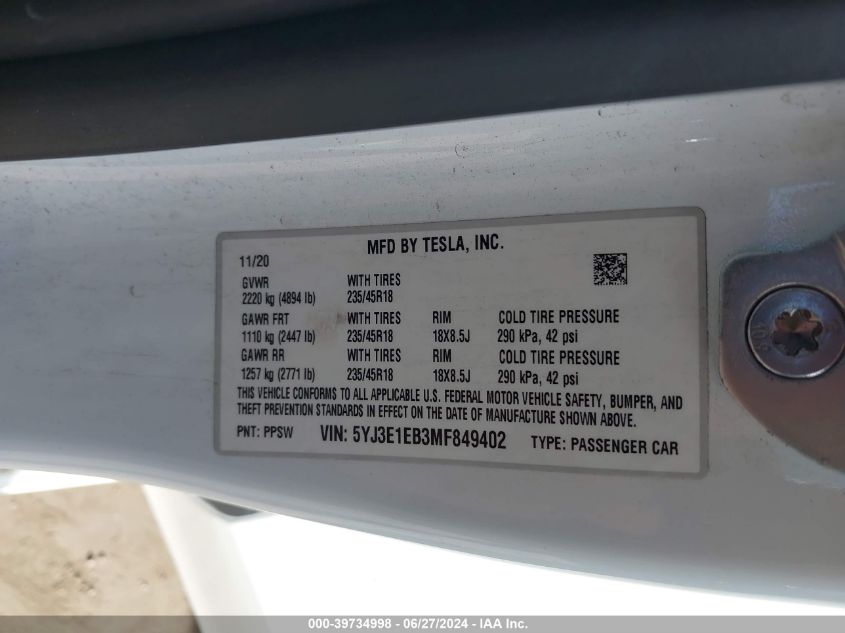 MFD BY TESLA, INC.
11/20
GVWR WITH TIRES
2220 kg (4894 lb) 235/45R18
GAWR FRT WITH TIRES RIM COLD TIRE PRESSURE
1110 kg (2447 lb) 235/45R18 18X8.5J 290 kPa, 42 psi
GAWR RR WITH TIRES RIM COLD TIRE PRESSURE
1257 kg (2771 lb) 235/45R18 18X8.5J 290 kPa, 42 psi
THIS VEHICLE CONFORMS TO ALL APPLICABLE U.S. FEDERAL MOTOR VEHICLE SAFETY, BUMPER, AND
THEFT PREVENTION STANDARDS IN EFFECT ON THE DATE OF MANUFACTURE SHOWN ABOVE.
PNT: PPSW VIN: 5YJ3E1EB3MF849402 TYPE: PASSENGER CAR
10.9
000-39734998 - 06/27/2024 - IAA Inc.